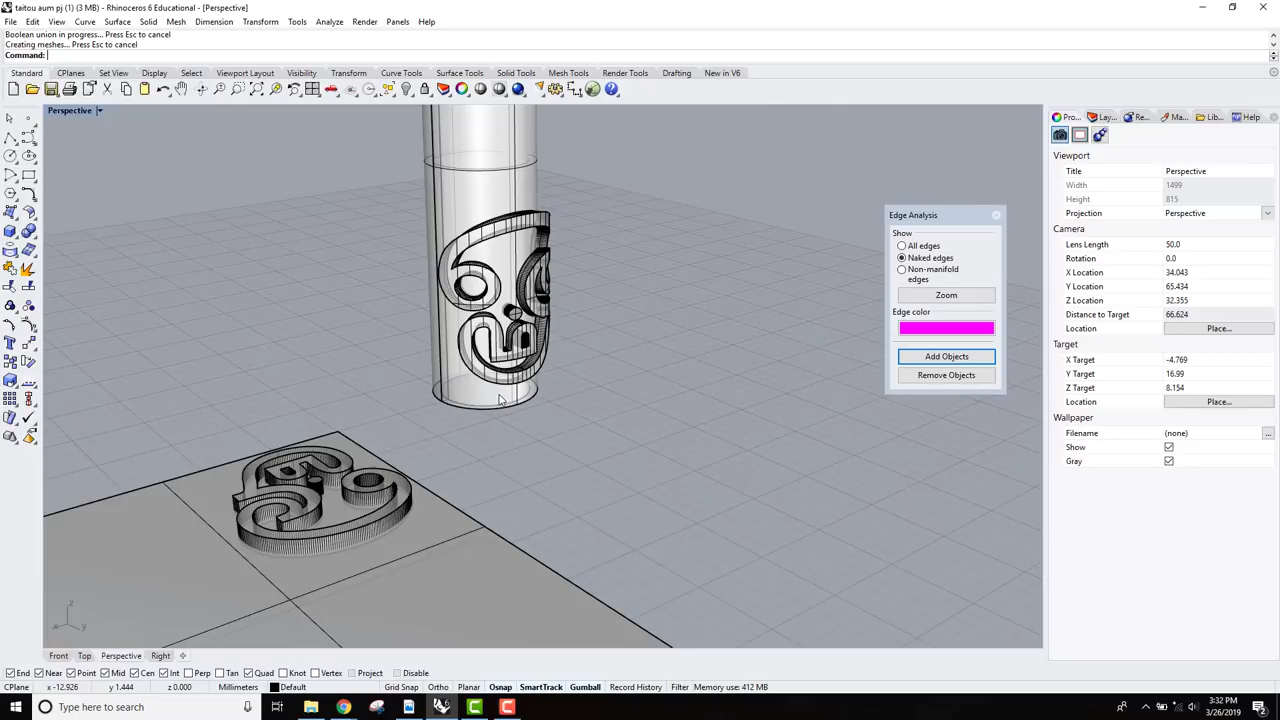 taitou aum pj (1) (3 MB) - Rhinoceros 6 Educational - [Perspective]
File Edit View Curve Surface Solid Mesh Dimension Transform Tools Analyze Render Panels Help
Boolean union in progress... Press Esc to cancel
Creating meshes... Press Esc to cancel
Command:
Standard CPlanes Set View Display Select Viewport Layout Visibility Transform Curve Tools Surface Tools Solid Tools Mesh Tools Render Tools Drafting New in V6
Perspective
Pro... Lay... Re... Ma... Lib... Help
Viewport
Title Perspective
Width 1499
Height 815
Projection Perspective
Camera
Lens Length 50.0
Rotation 0.0
X Location 34.043
Y Location 65.434
Z Location 32.355
Distance to Target 66.624
Location Place...
Target
X Target -4.769
Y Target 16.99
Z Target 8.154
Location Place...
Wallpaper
Filename (none) ...
Show
Gray
Edge Analysis
Show
All edges
Naked edges
Non-manifold
edges
Zoom
Edge color
Add Objects
Remove Objects
z
x y
Top Front Perspective Right
End Near Point Mid Cen Int Perp Tan Quad Knot Vertex Project Disable
CPlane x -12.926 y 1.444 z 0.000 Millimeters Default Grid Snap Ortho Planar Osnap SmartTrack Gumball Record History Filter Memory use: 412 MB
Type here to search
3:32 PM
3/26/2019
2